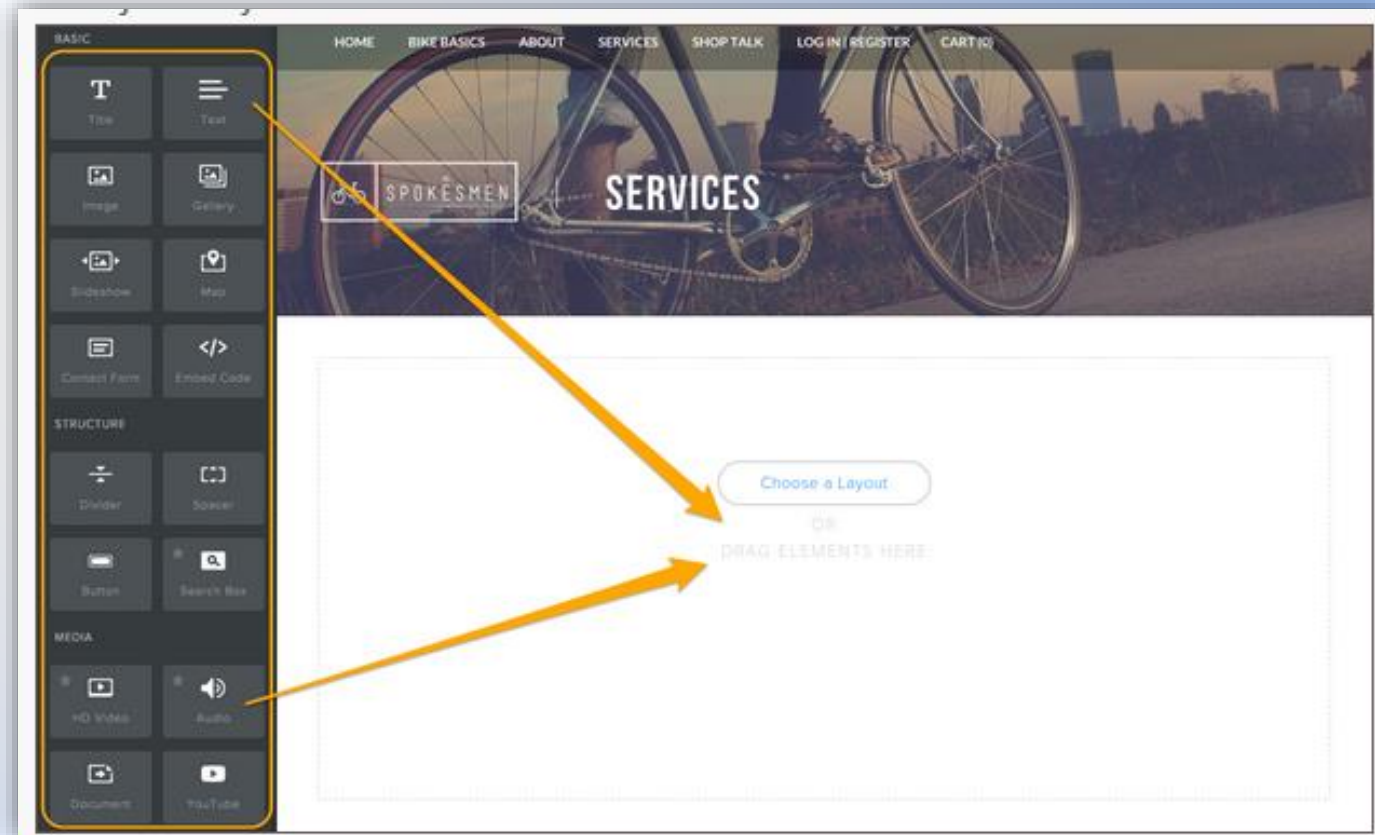 BASIC
Title
Text
Image
Gallery
Slideshow
Map
Contact Form
Embed Code
STRUCTURE
Divider
Spacer
Button
Search Box
MEDIA
HD Video
Audio
Document
YouTube
HOME BIKE BASICS ABOUT SERVICES SHOP TALK LOG IN | REGISTER CART (0)
SPOKESMEN
SERVICES
Choose a Layout
OR
DRAG ELEMENTS HERE